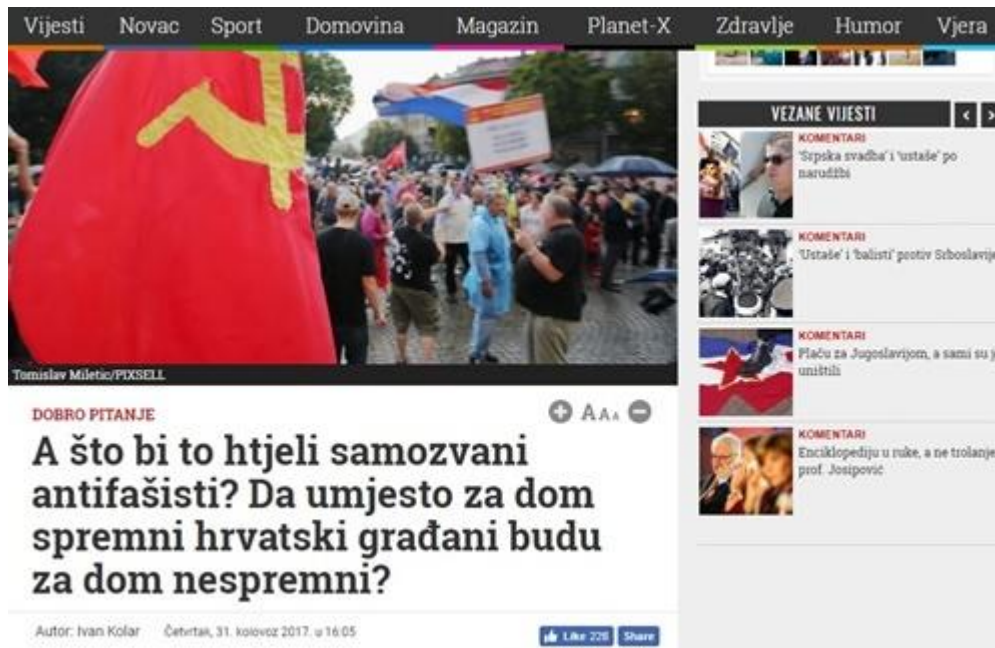 Vijesti Novac Sport Domovina Magazin Planet-X Zdravlje Humor Vjera
Tomislav Miletic/PIXSELL
DOBRO PITANJE
A A A
A što bi to htjeli samozvani
antifašisti? Da umjesto za dom
spremni hrvatski građani budu
za dom nespremni?
Autor: Ivan Kolar Četvrtak, 31. kolovoz 2017. u 16:05
Like 228 Share
VEZANE VIJESTI
KOMENTARI
'Srpska svadba' i 'ustaše' po
narudžbi
KOMENTARI
'Ustaše' i 'balisti' protiv Srboslavije
KOMENTARI
Plaču za Jugoslavijom, a sami su j
uništili
KOMENTARI
Enciklopediju u ruke, a ne trolanje
prof. Josipović